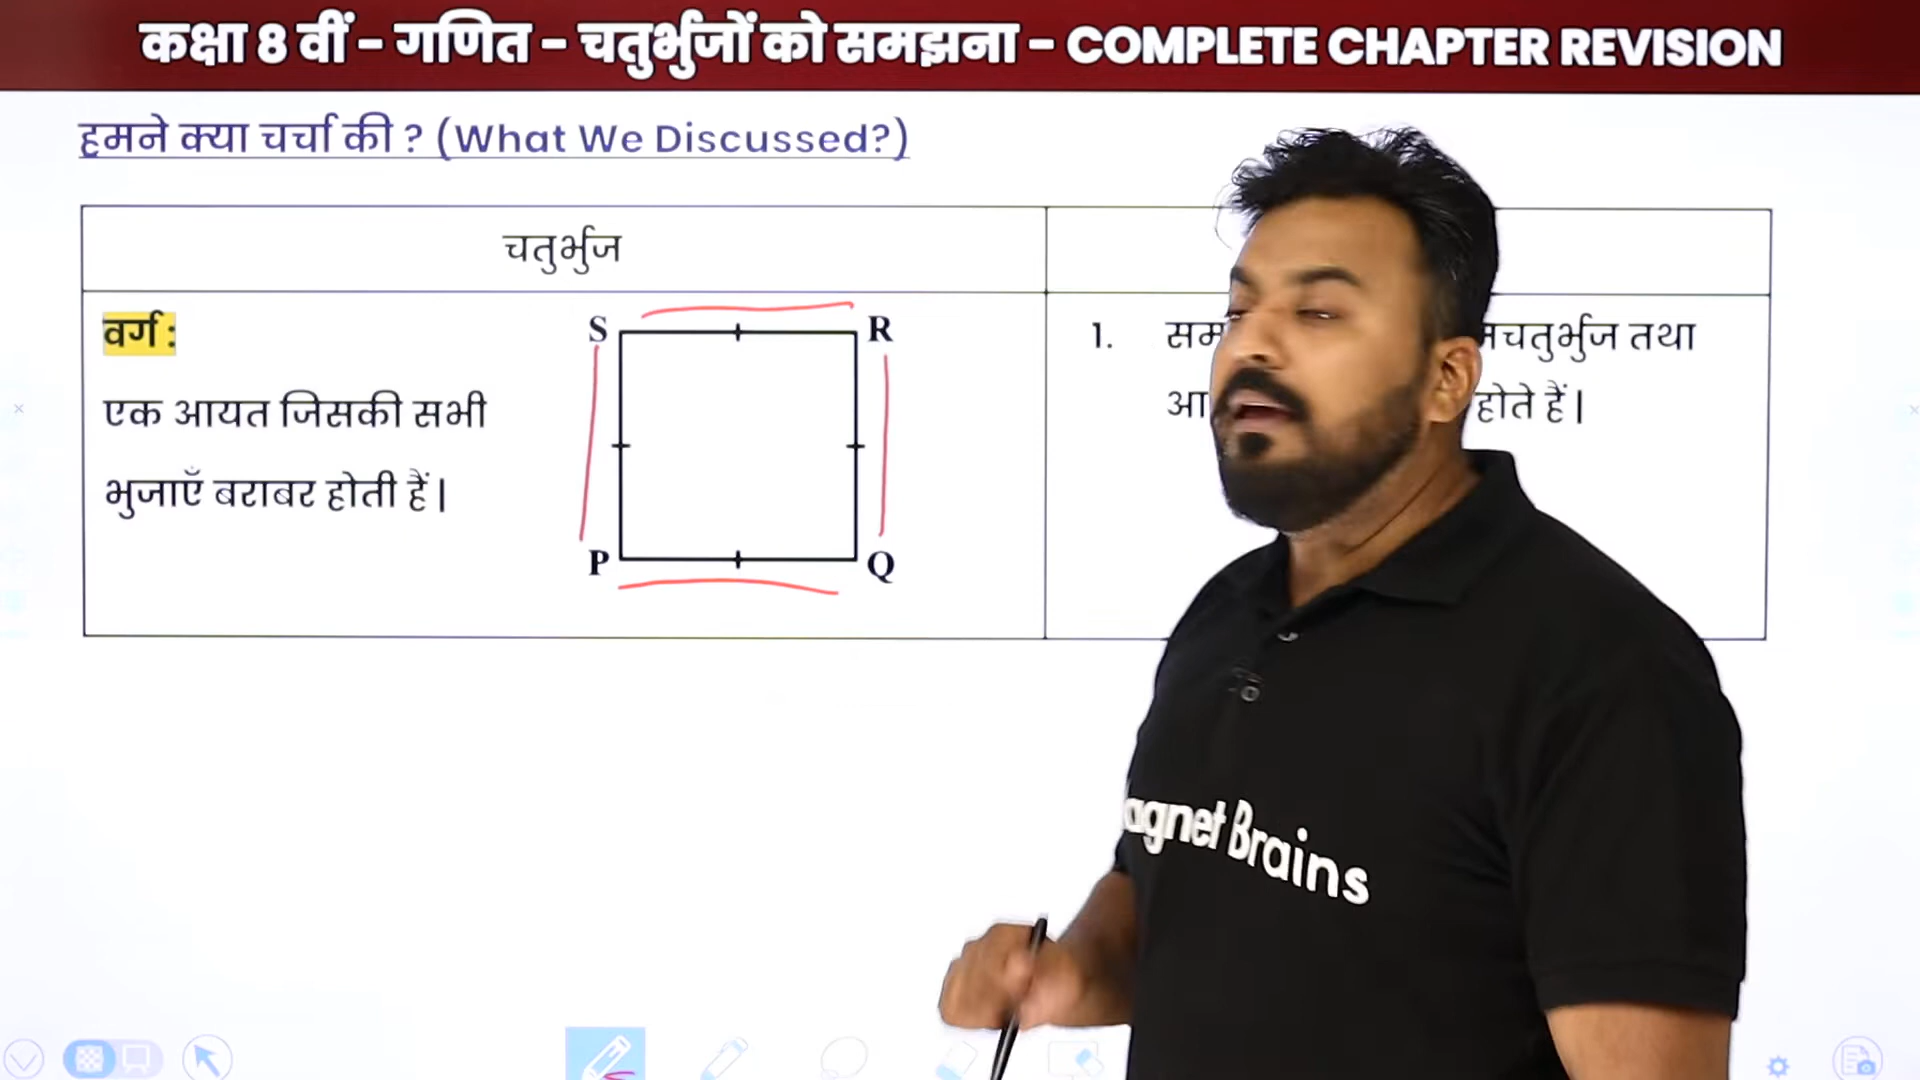 कक्षा 8 वीं – गणित – चतुर्भुजों को समझना – COMPLETE CHAPTER REVISION
हमने क्या चर्चा की ? (What We Discussed?)
चतुर्भुज
वर्ग :
एक आयत जिसकी सभी
भुजाएँ बराबर होती हैं।
S
R
P
Q
1.
तथा
होते हैं।
Brains